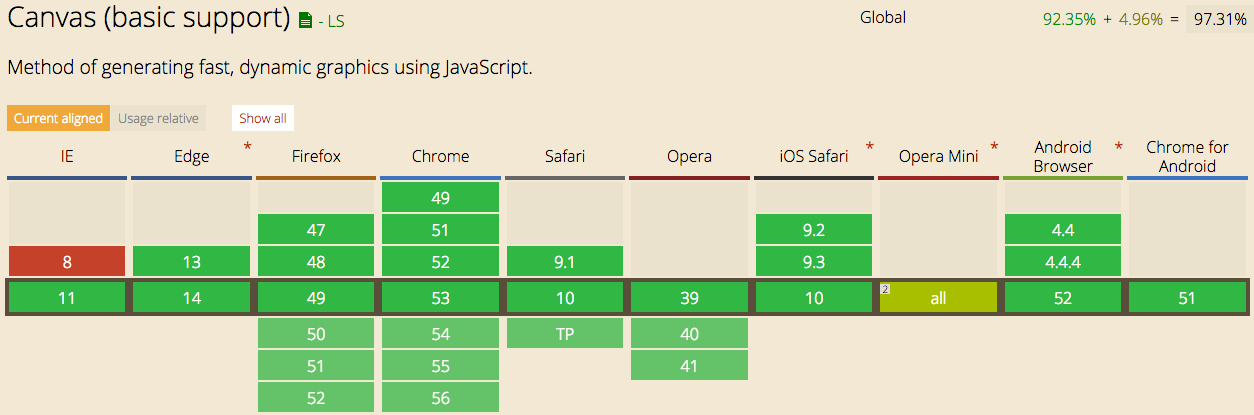 Canvas (basic support) - LS
Global 92.35% + 4.96% = 97.31%
Method of generating fast, dynamic graphics using JavaScript.
Current aligned Usage relative Show all
IE Edge * Firefox Chrome Safari Opera iOS Safari * Opera Mini * Android Browser * Chrome for Android
49
47 51 9.2 4.4
8 13 48 52 9.1 9.3 4.4.4
11 14 49 53 10 39 10 2 all 52 51
50 54 TP 40
51 55 41
52 56